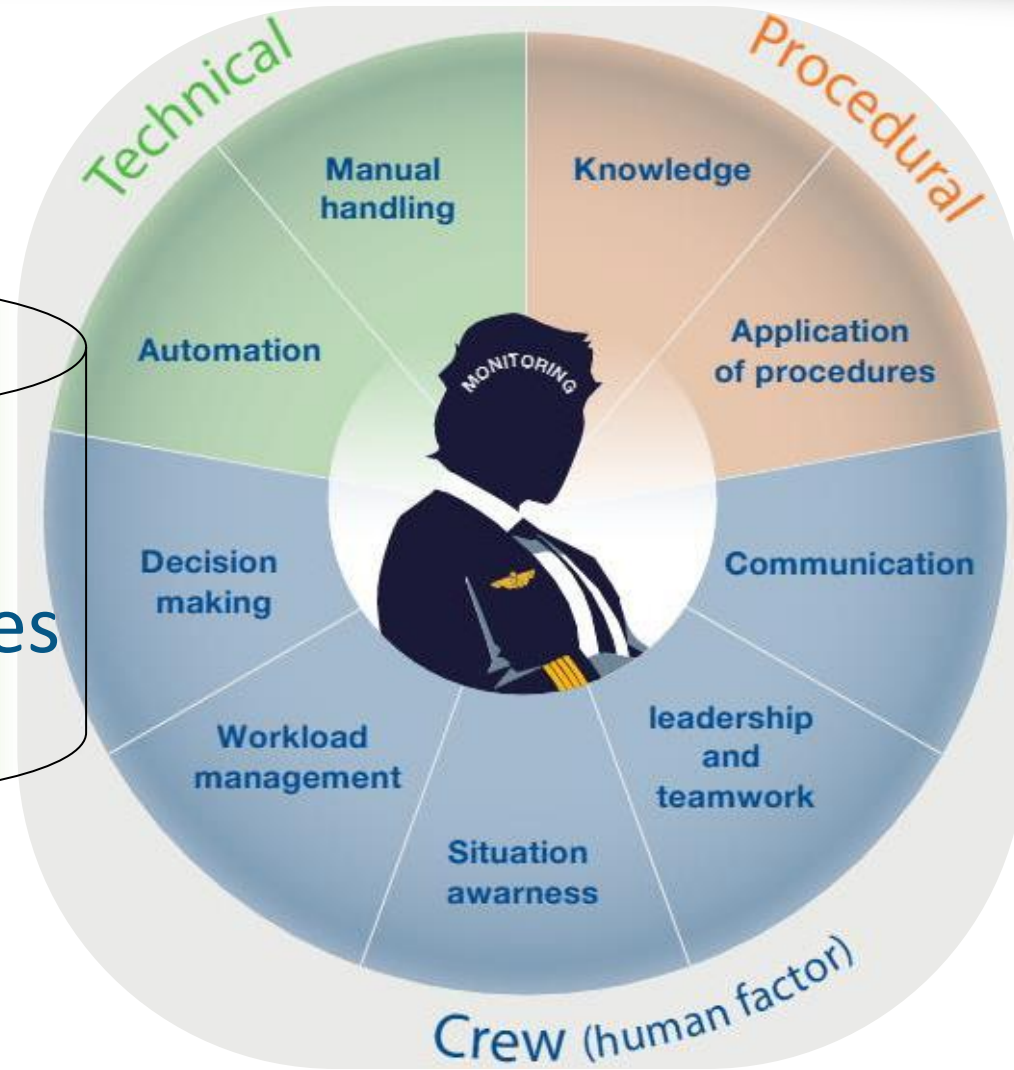 Technical
Procedural
Manual
handling
Knowledge
Automation
Application
of procedures
MONITORING
Decision
making
Communication
es
Workload
management
leadership
and
teamwork
Situation
awarness
Crew (human factor)